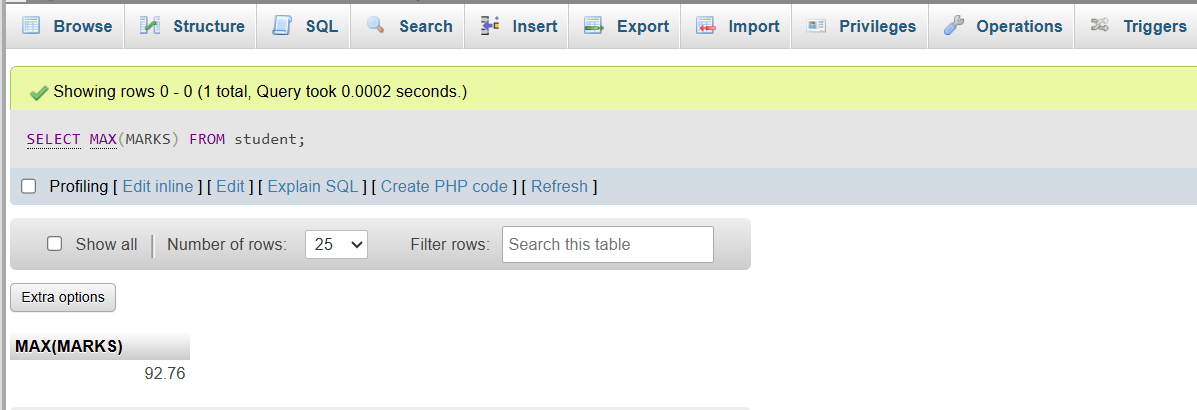 Browse Structure SQL Search Insert Export Import Privileges Operations Triggers
Showing rows 0 - 0 (1 total, Query took 0.0002 seconds.)
SELECT MAX(MARKS) FROM student;
Profiling [ Edit inline ] [ Edit ] [ Explain SQL ] [ Create PHP code ] [ Refresh ]
Show all | Number of rows: 25 Filter rows: Search this table
Extra options
MAX(MARKS)
92.76